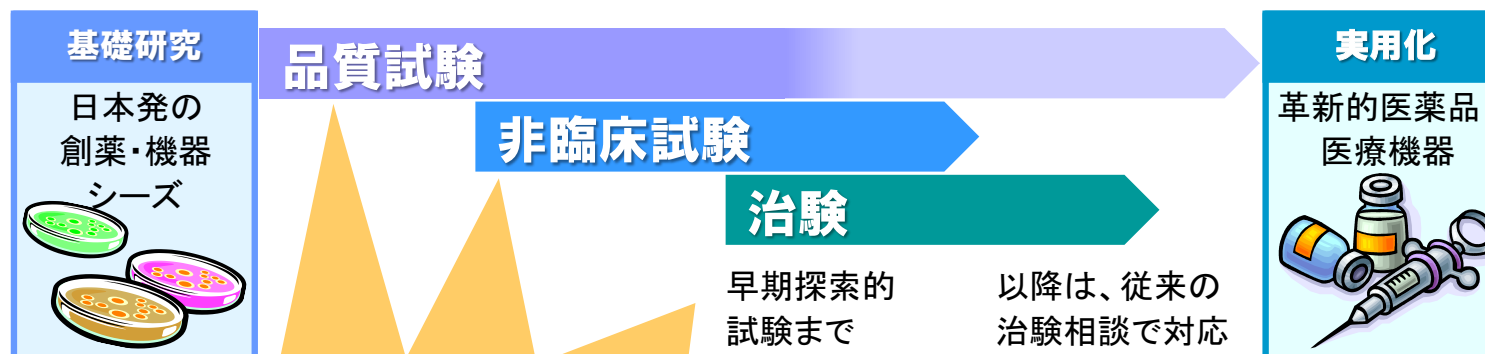 基礎研究
日本発の
創薬・機器
シーズ
品質試験
非臨床試験
治験
早期探索的
試験まで
以降は、従来の
治験相談で対応
実用化
革新的医薬品
医療機器